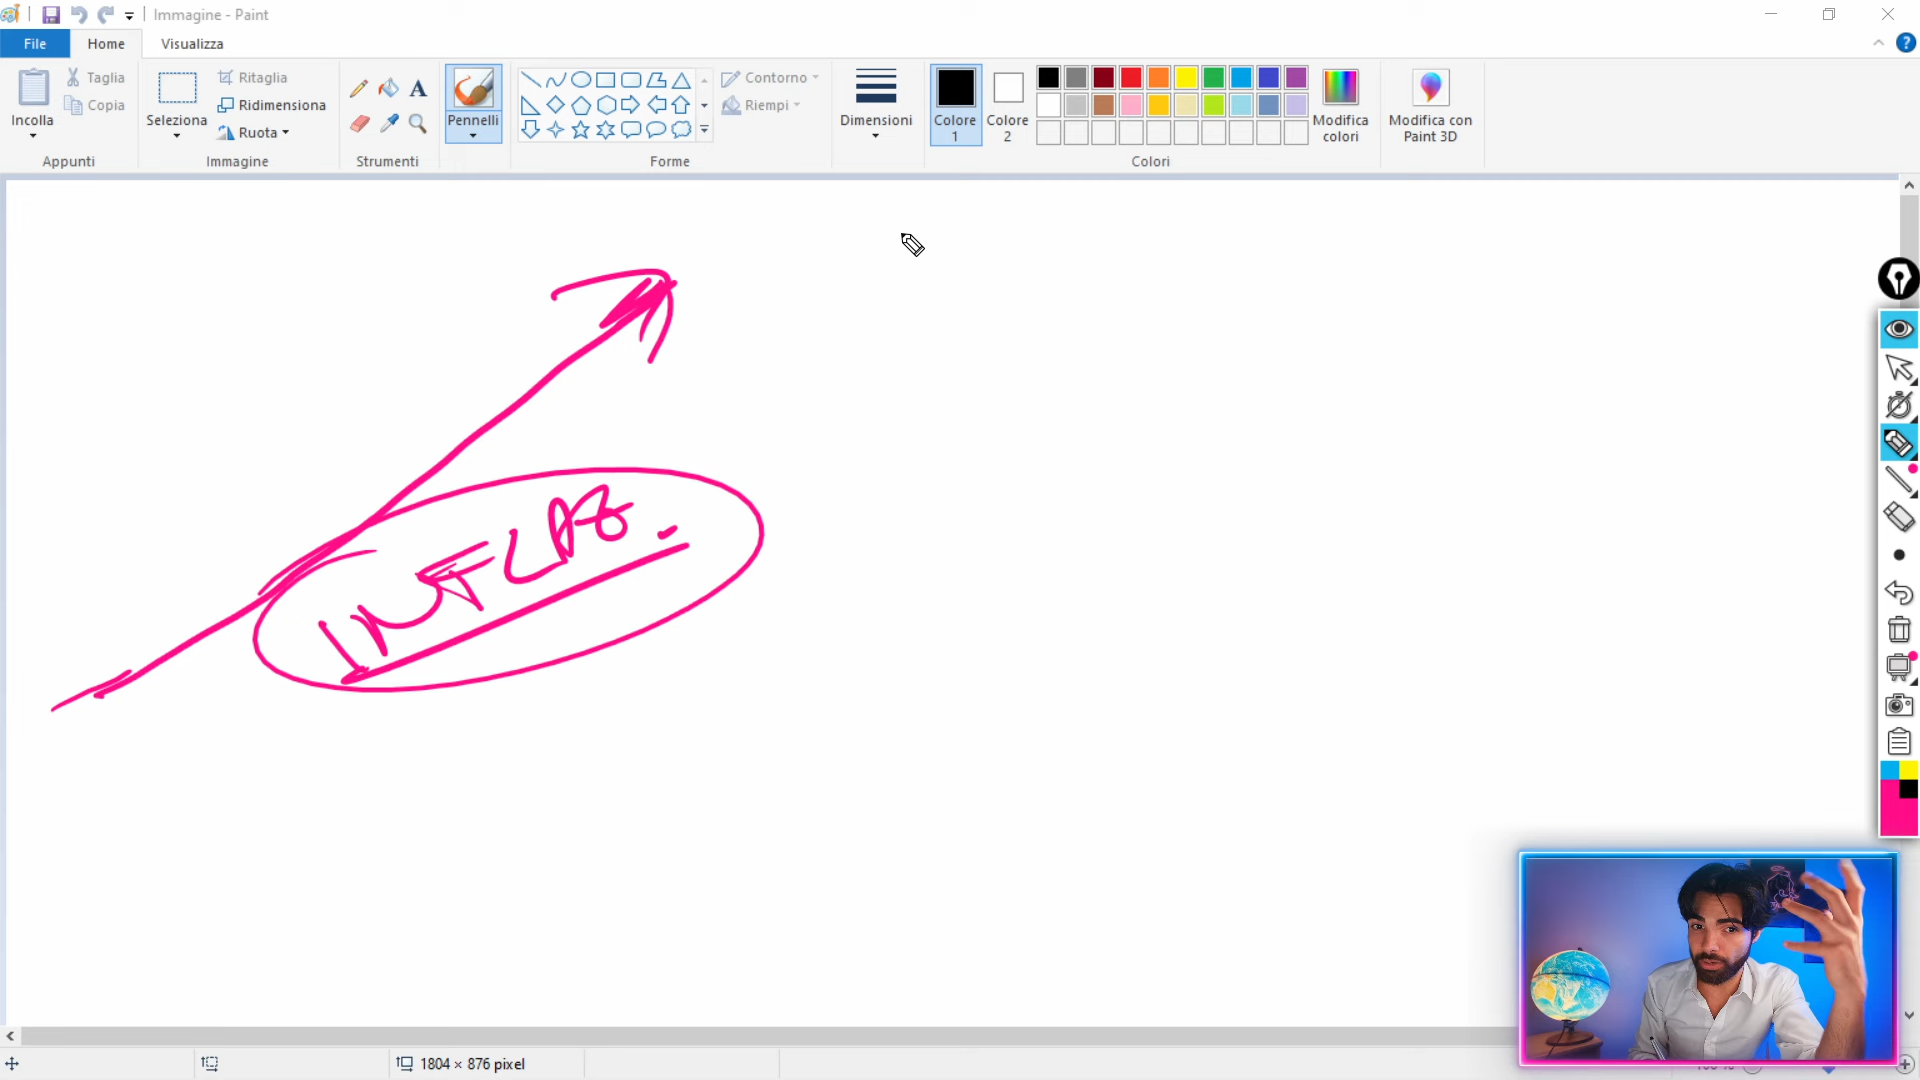 Immagine - Paint
File Home Visualizza
Incolla
Taglia
Copia
Appunti
Seleziona
Ritaglia
Ridimensiona
Ruota
Immagine
A
Strumenti
Pennelli
Forme
Contorno
Riempi
Dimensioni
Colore
1
Colore
2
Modifica
colori
Colori
Modifica con
Paint 3D
INFLAZ.
1804 × 876 pixel